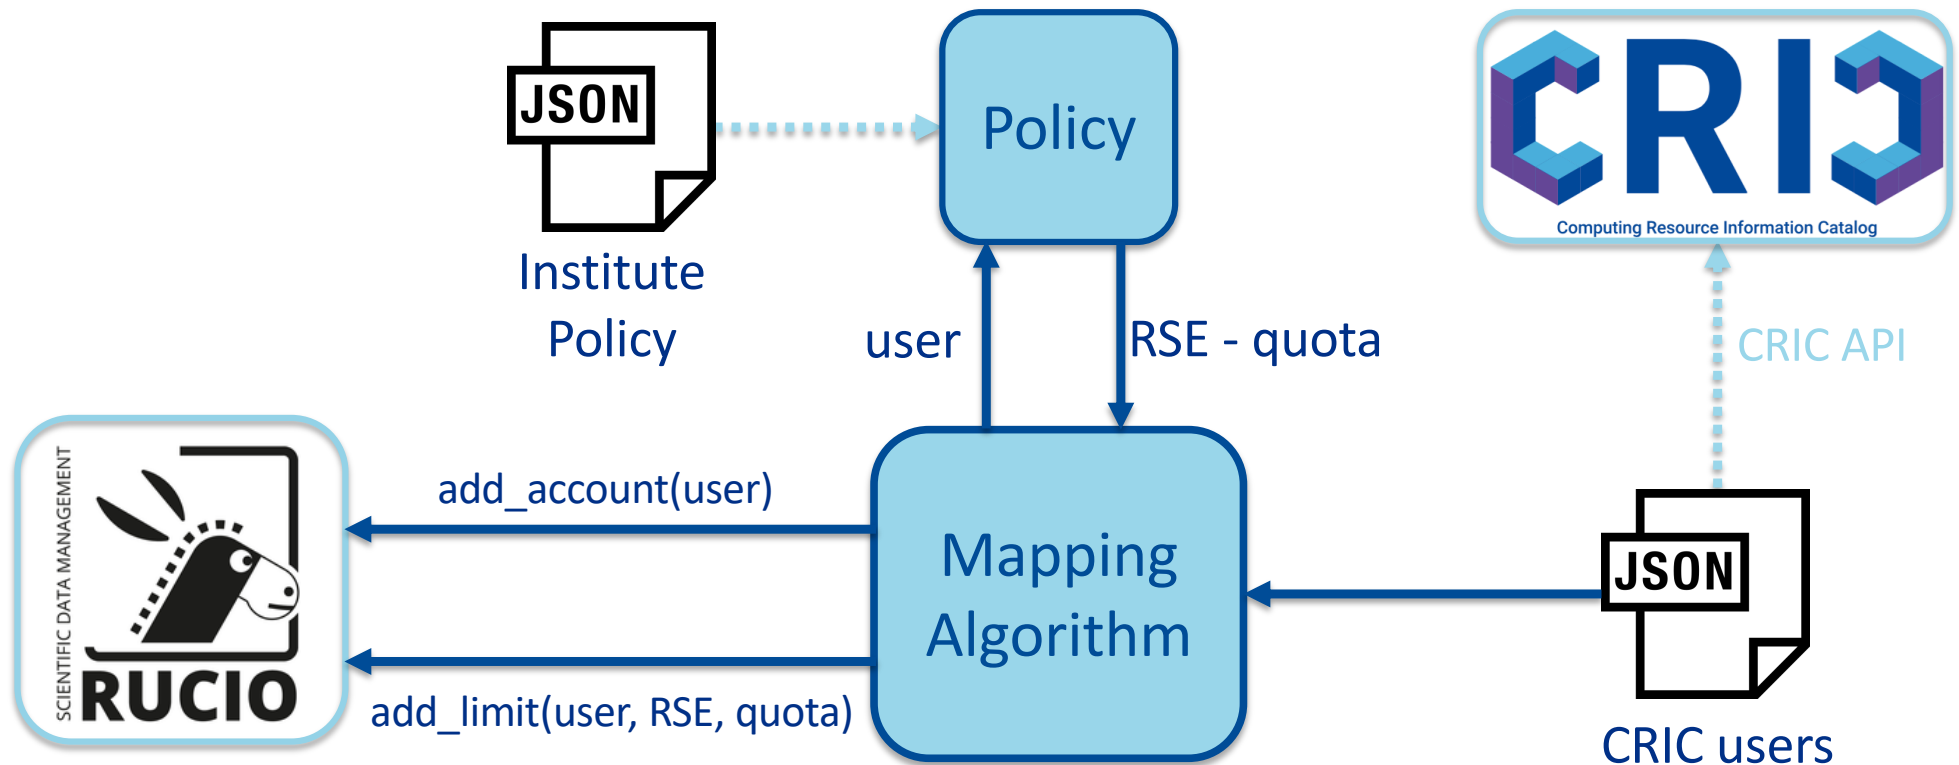 JSON
Institute
Policy
Policy
CRIC
Computing Resource Information Catalog
user
RSE - quota
CRIC API
SCIENTIFIC DATA MANAGEMENT
RUCIO
add_account(user)
add_limit(user, RSE, quota)
Mapping
Algorithm
JSON
CRIC users